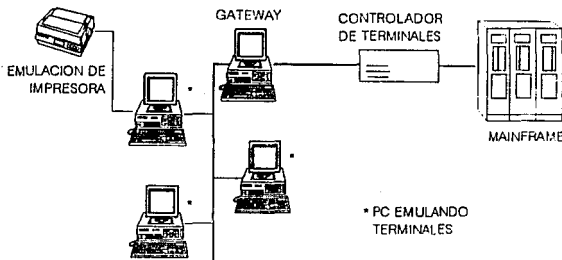 GATEWAY
CONTROLADOR
DE TERMINALES
EMULACION DE
IMPRESORA
*
MAINFRAME
*
*
* PC EMULANDO
TERMINALES